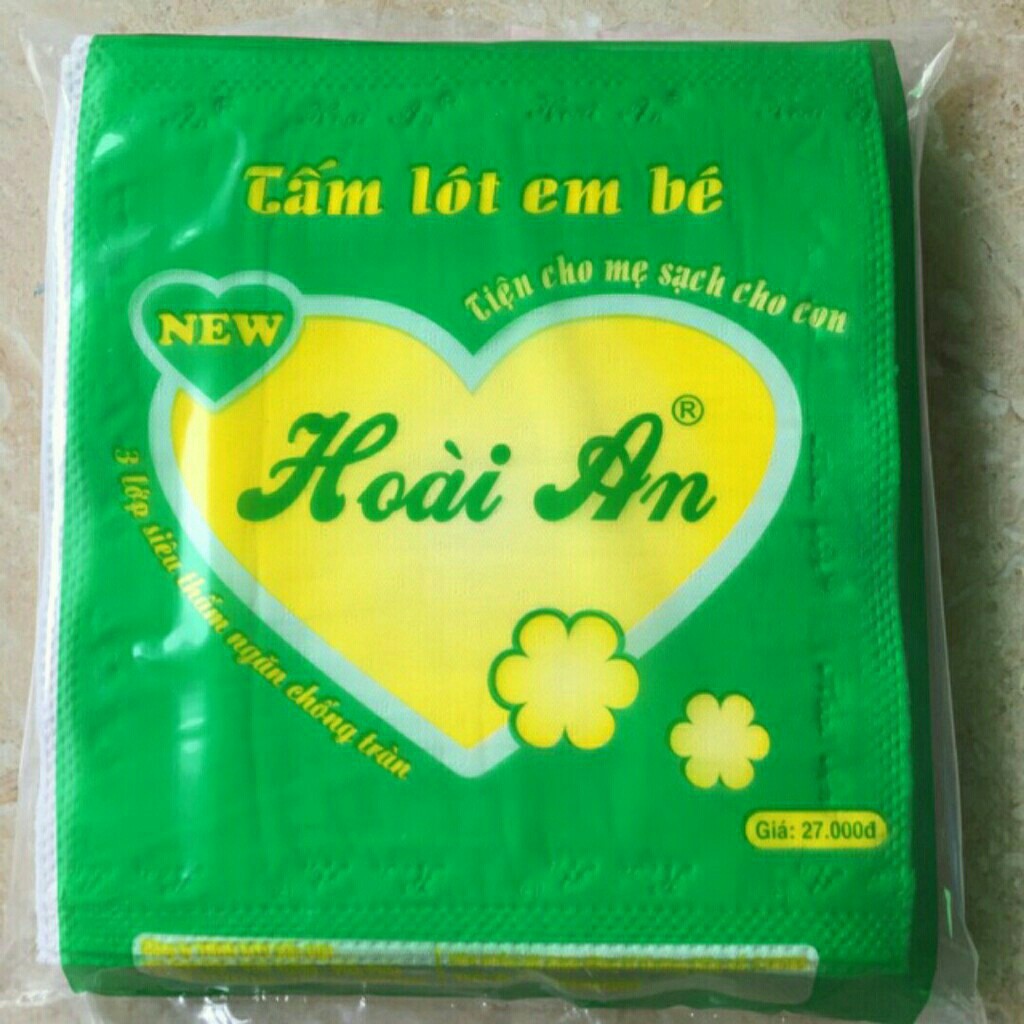 Tấm lót em bé
Tiện cho mẹ sạch cho con
NEW
Hoài An®
3 lớp siêu thấm ngăn chống tràn
Giá: 27.000đ